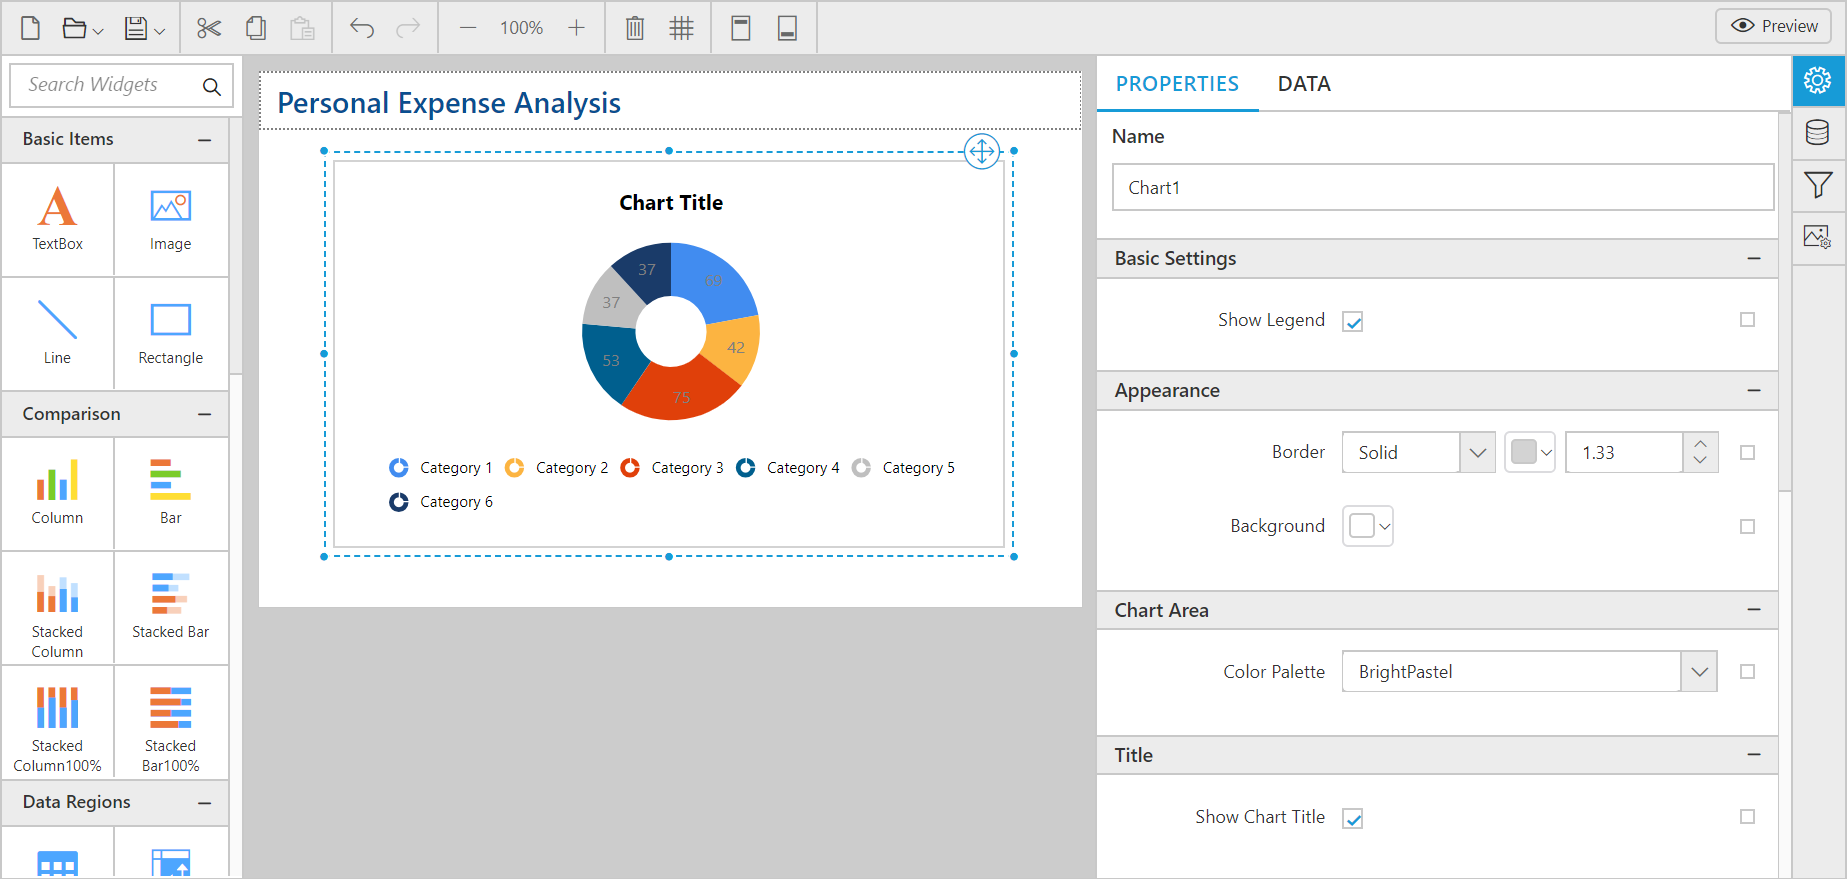 100%
Preview
Search Widgets
Basic Items
TextBox
Image
Line
Rectangle
Comparison
Column
Bar
Stacked Column
Stacked Bar
Stacked Column100%
Stacked Bar100%
Data Regions
Personal Expense Analysis
Chart Title
69
42
75
53
37
37
Category 1
Category 2
Category 3
Category 4
Category 5
Category 6
PROPERTIES
DATA
Name
Chart1
Basic Settings
Show Legend
Appearance
Border
Solid
1.33
Background
Chart Area
Color Palette
BrightPastel
Title
Show Chart Title